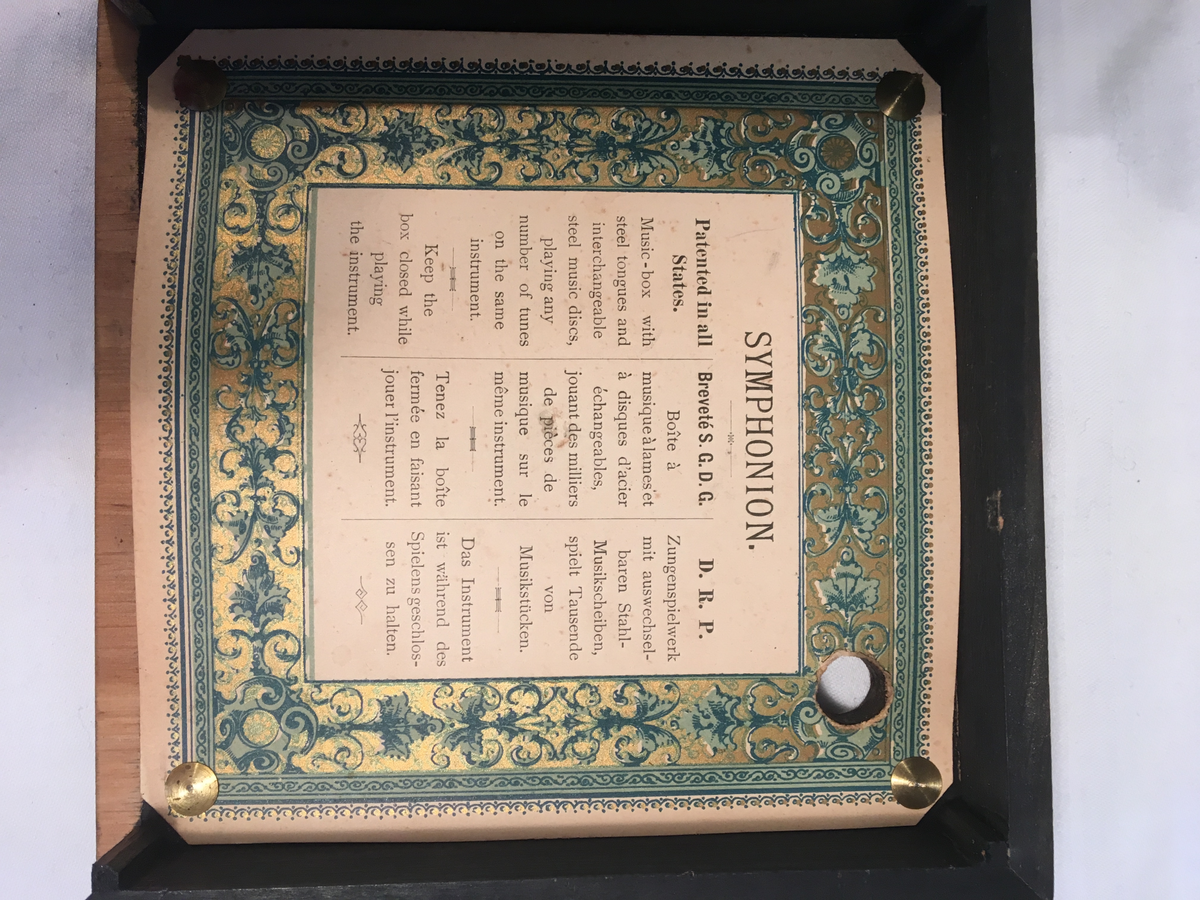 SYMPHONION.
Patented in all
States.
Music-box with
steel tongues and
interchangeable
steel music discs,
playing any
number of tunes
on the same
instrument.
Keep the
box closed while
playing
the instrument.
Breveté S. G. D. G.
Boîte à
musique à lames et
à disques d'acier
échangeables,
jouant des milliers
de pièces de
musique sur le
même instrument.
Tenez la boîte
fermée en faisant
jouer l'instrument.
D. R. P.
Zungenspielwerk
mit auswechsel-
baren Stahl-
Musikscheiben,
spielt Tausende
von
Musikstücken.
Das Instrument
ist während des
Spielens geschlos-
sen zu halten.